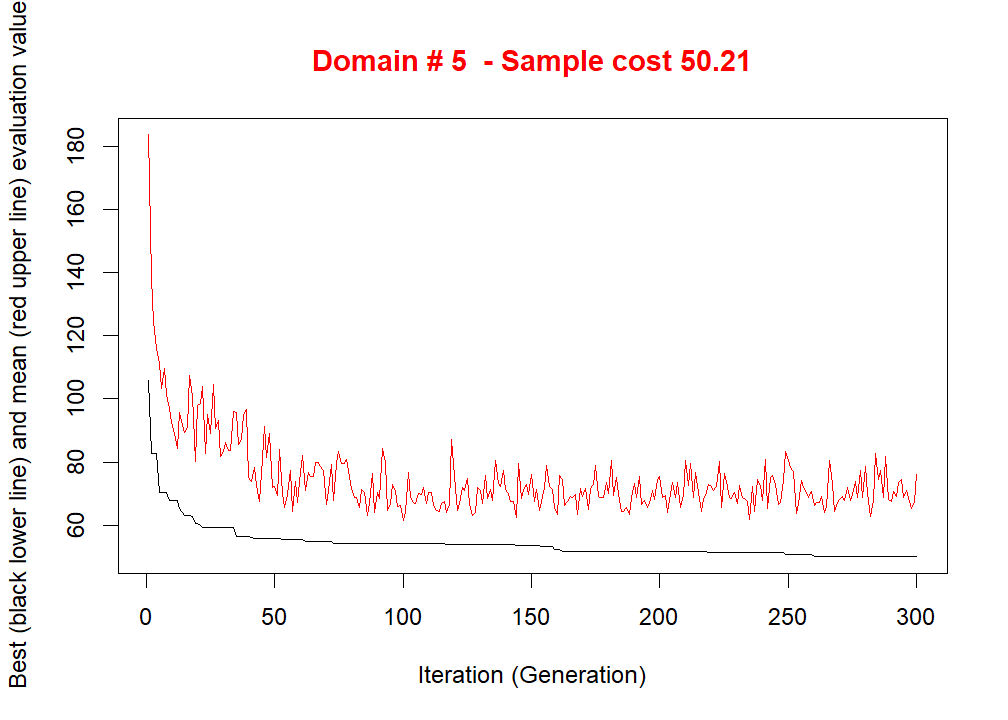 Domain # 5  - Sample cost 50.21
Best (black lower line) and mean (red upper line) evaluation value
180
160
140
120
100
80
60
0 50 100 150 200 250 300
Iteration (Generation)